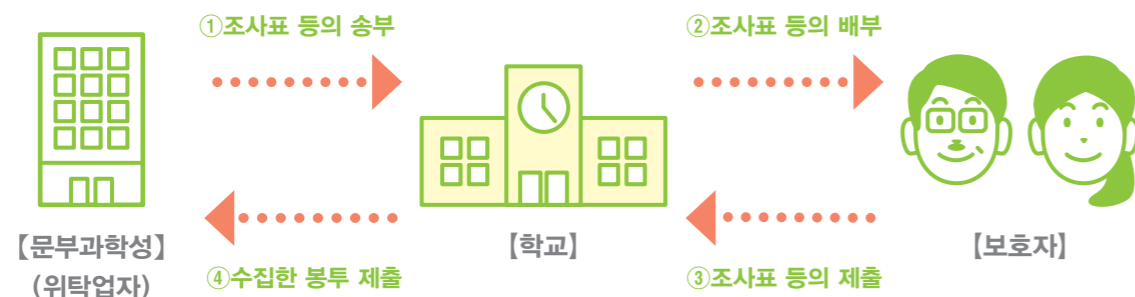 ①조사표 등의 송부
②조사표 등의 배부
【문부과학성】
(위탁업자)
【학교】
【보호자】
④수집한 봉투 제출
③조사표 등의 제출